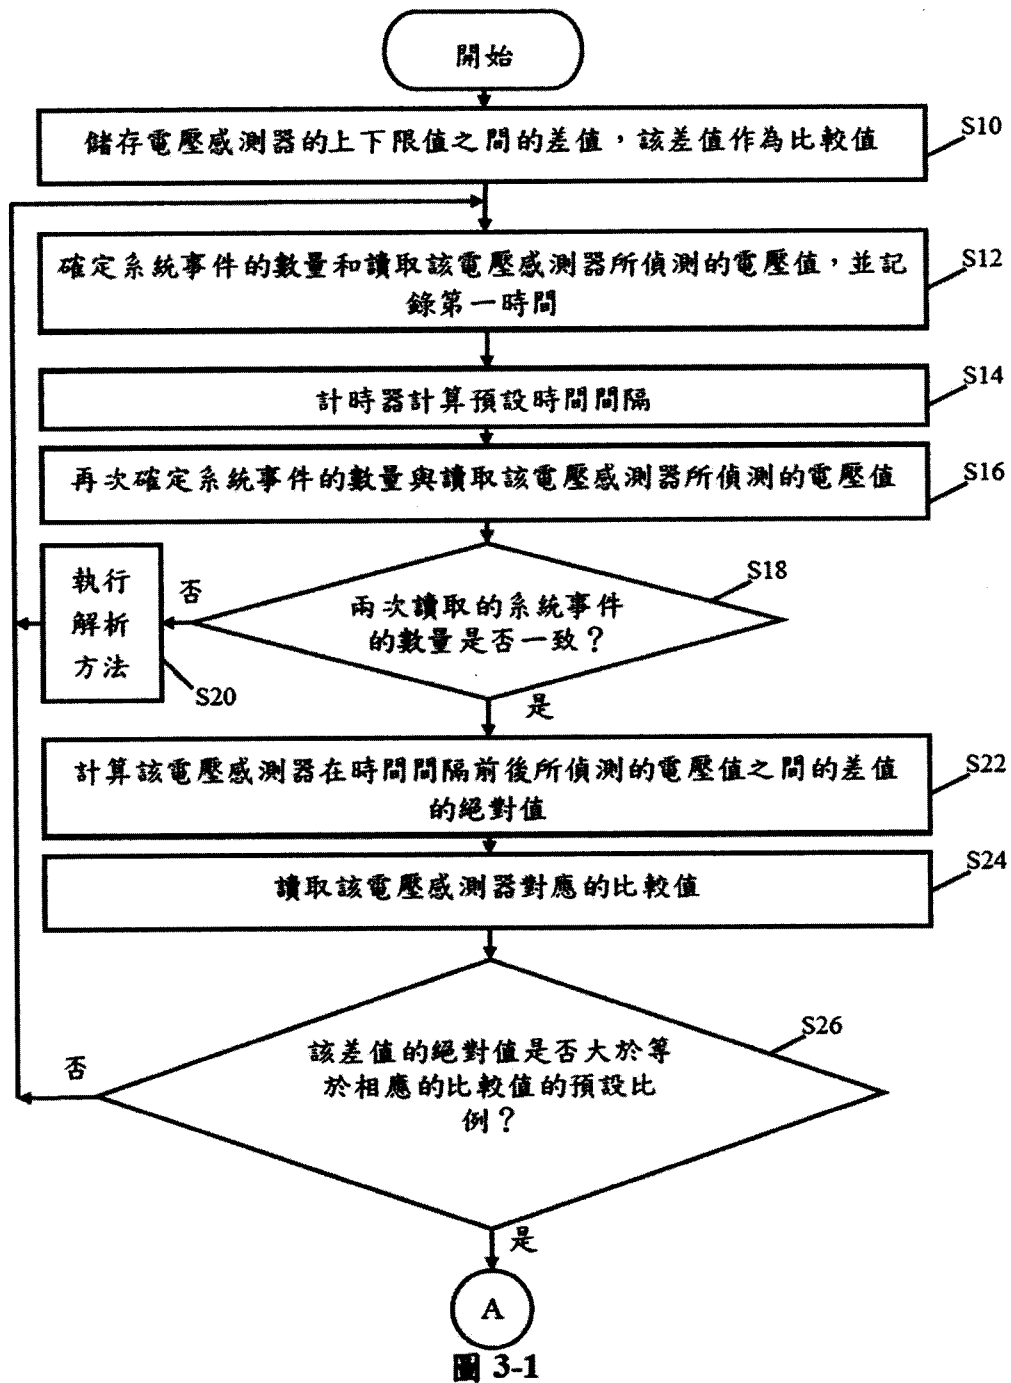 開始
儲存電壓感測器的上下限值之間的差值，該差值作為比較值
S10
確定系統事件的數量和讀取該電壓感測器所偵測的電壓值，並記
錄第一時間
S12
計時器計算預設時間間隔
S14
再次確定系統事件的數量與讀取該電壓感測器所偵測的電壓值
S16
兩次讀取的系統事件
的數量是否一致？
S18
否
執行
解析
方法
S20
是
計算該電壓感測器在時間間隔前後所偵測的電壓值之間的差值
的絕對值
S22
讀取該電壓感測器對應的比較值
S24
該差值的絕對值是否大於等
於相應的比較值的預設比
例？
S26
否
是
A
圖 3-1